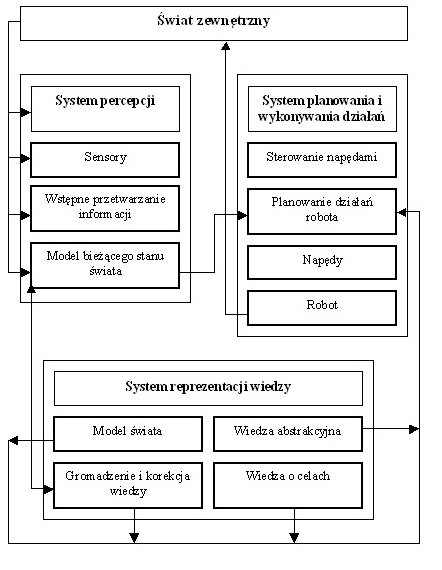 Świat zewnętrzny
System percepcji
Sensory
Wstępne przetwarzanie
informacji
Model bieżącego stanu
świata
System planowania i
wykonywania działań
Sterowanie napędami
Planowanie działań
robota
Napędy
Robot
System reprezentacji wiedzy
Model świata
Wiedza abstrakcyjna
Gromadzenie i korekcja
wiedzy
Wiedza o celach